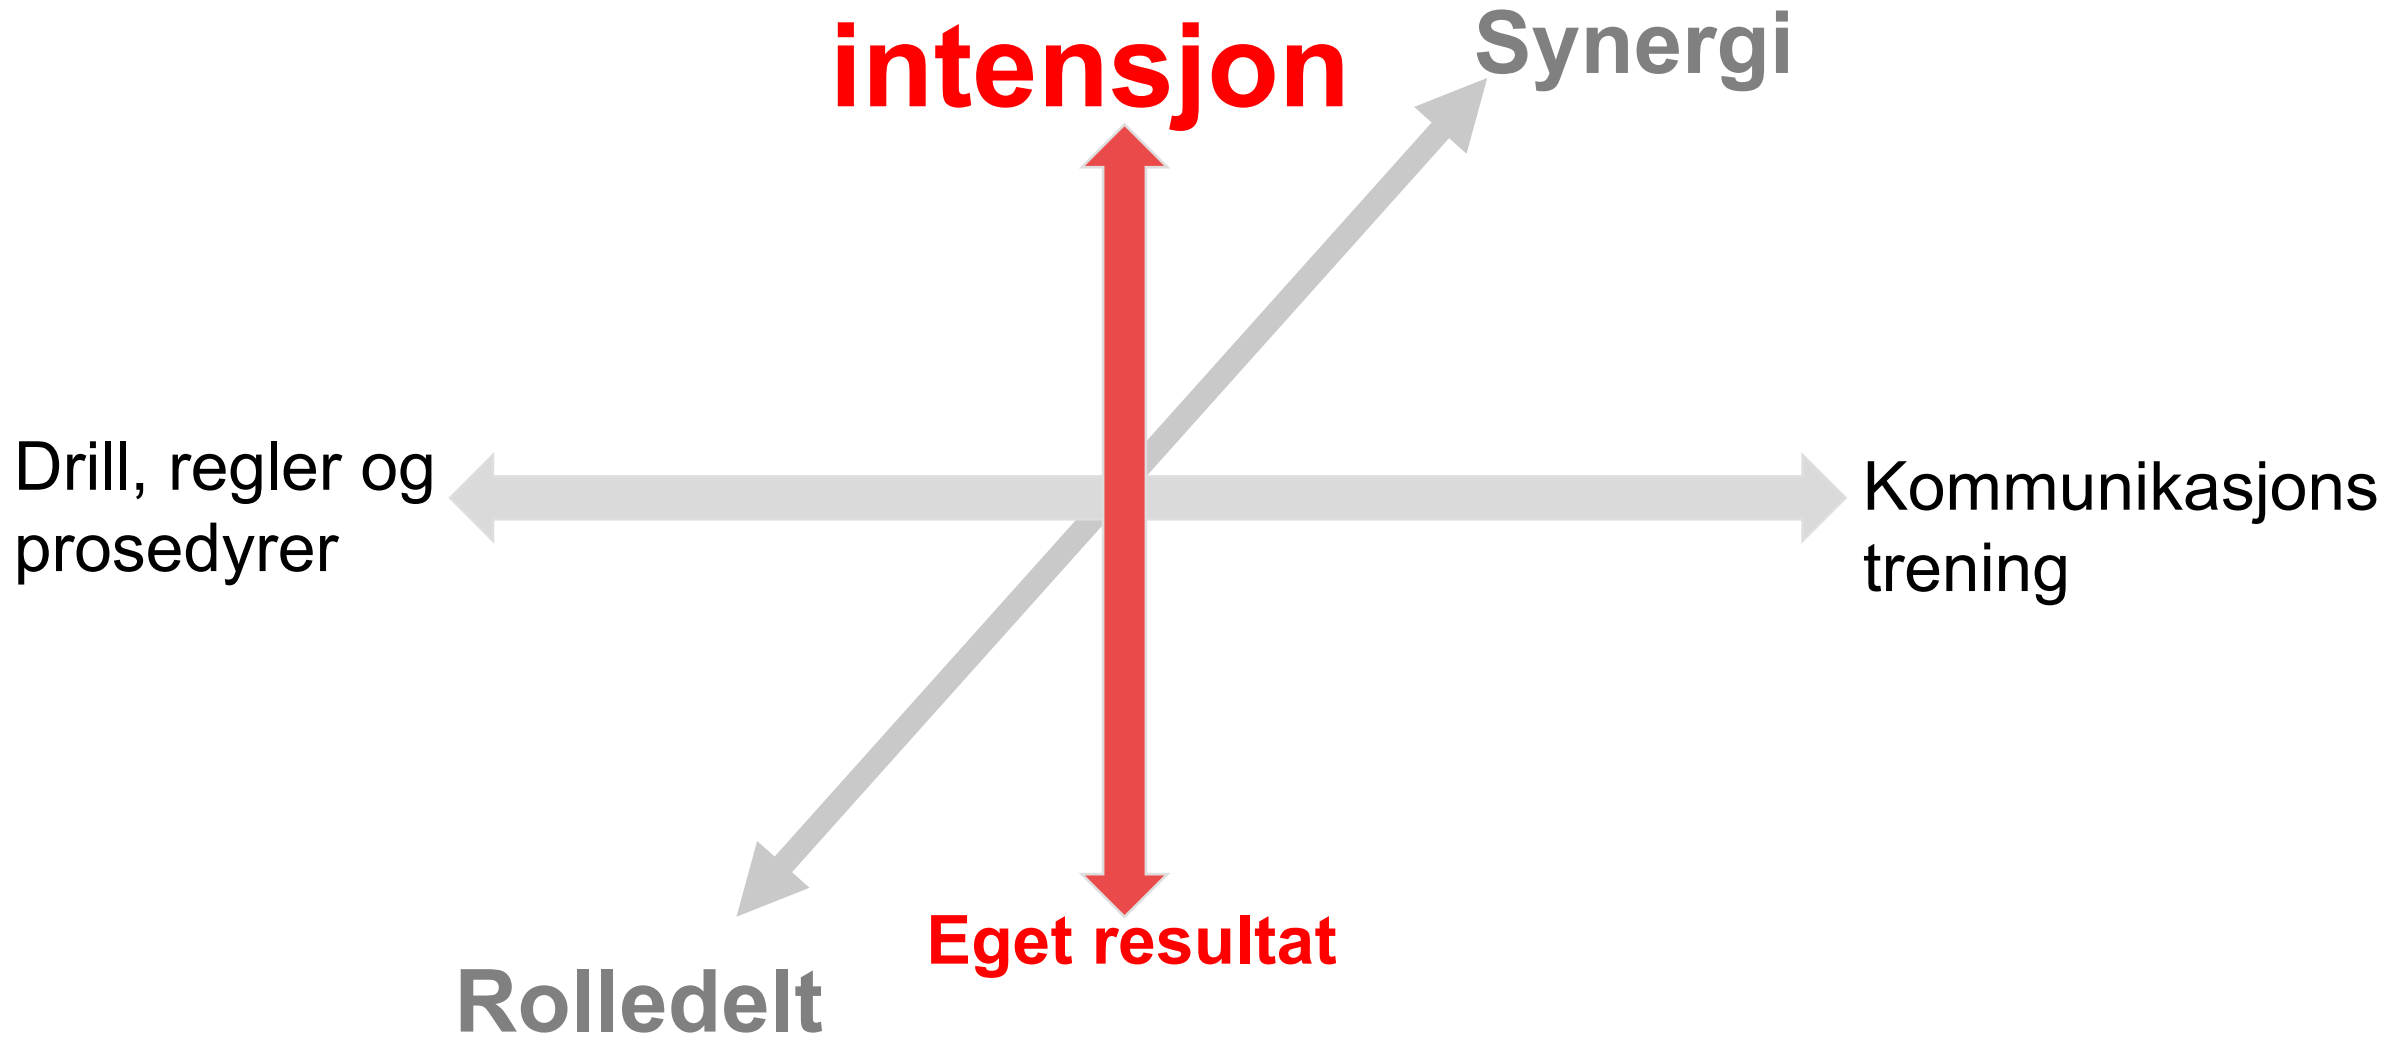 intensjon
Synergi
Drill, regler og
prosedyrer
Kommunikasjons
trening
Eget resultat
Rolledelt